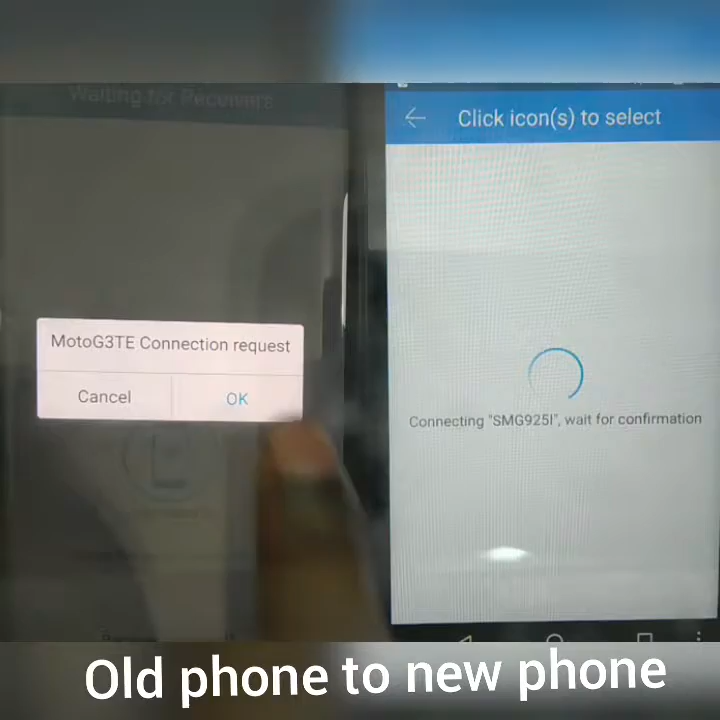 Waiting for Receivers
MotoG3TE Connection request
Cancel
OK
Click icon(s) to select
Connecting "SMG925I", wait for confirmation
Old phone to new phone